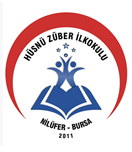 HÜSNÜ ZÜBER İLKOKULU
NİLÜFER - BURSA
2011